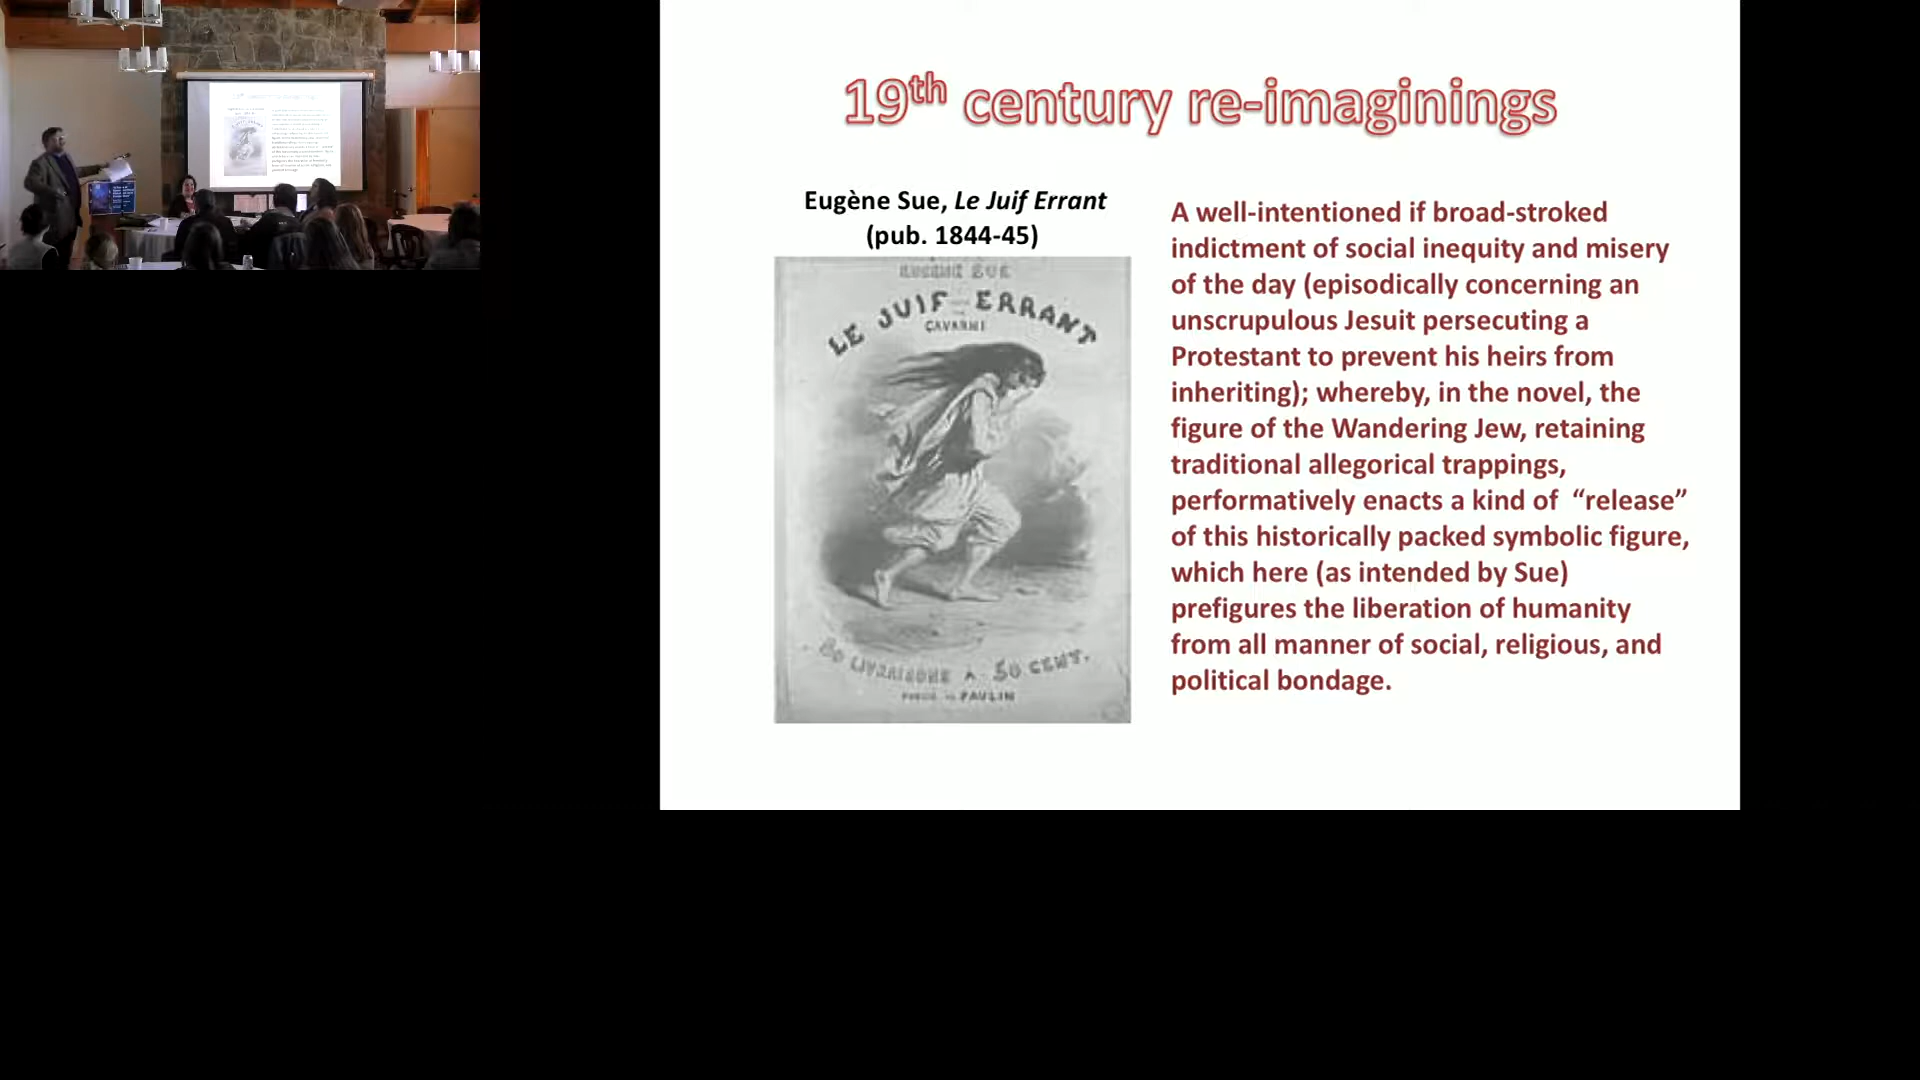 19th century re-imaginings
Eugène Sue, Le Juif Errant
(pub. 1844-45)
EUGÈNE SUE
LE JUIF ERRANT
GAVARNI
80 LIVRAISONS A 50 CENT.
PAULIN
A well-intentioned if broad-stroked
indictment of social inequity and misery
of the day (episodically concerning an
unscrupulous Jesuit persecuting a
Protestant to prevent his heirs from
inheriting); whereby, in the novel, the
figure of the Wandering Jew, retaining
traditional allegorical trappings,
performatively enacts a kind of “release”
of this historically packed symbolic figure,
which here (as intended by Sue)
prefigures the liberation of humanity
from all manner of social, religious, and
political bondage.